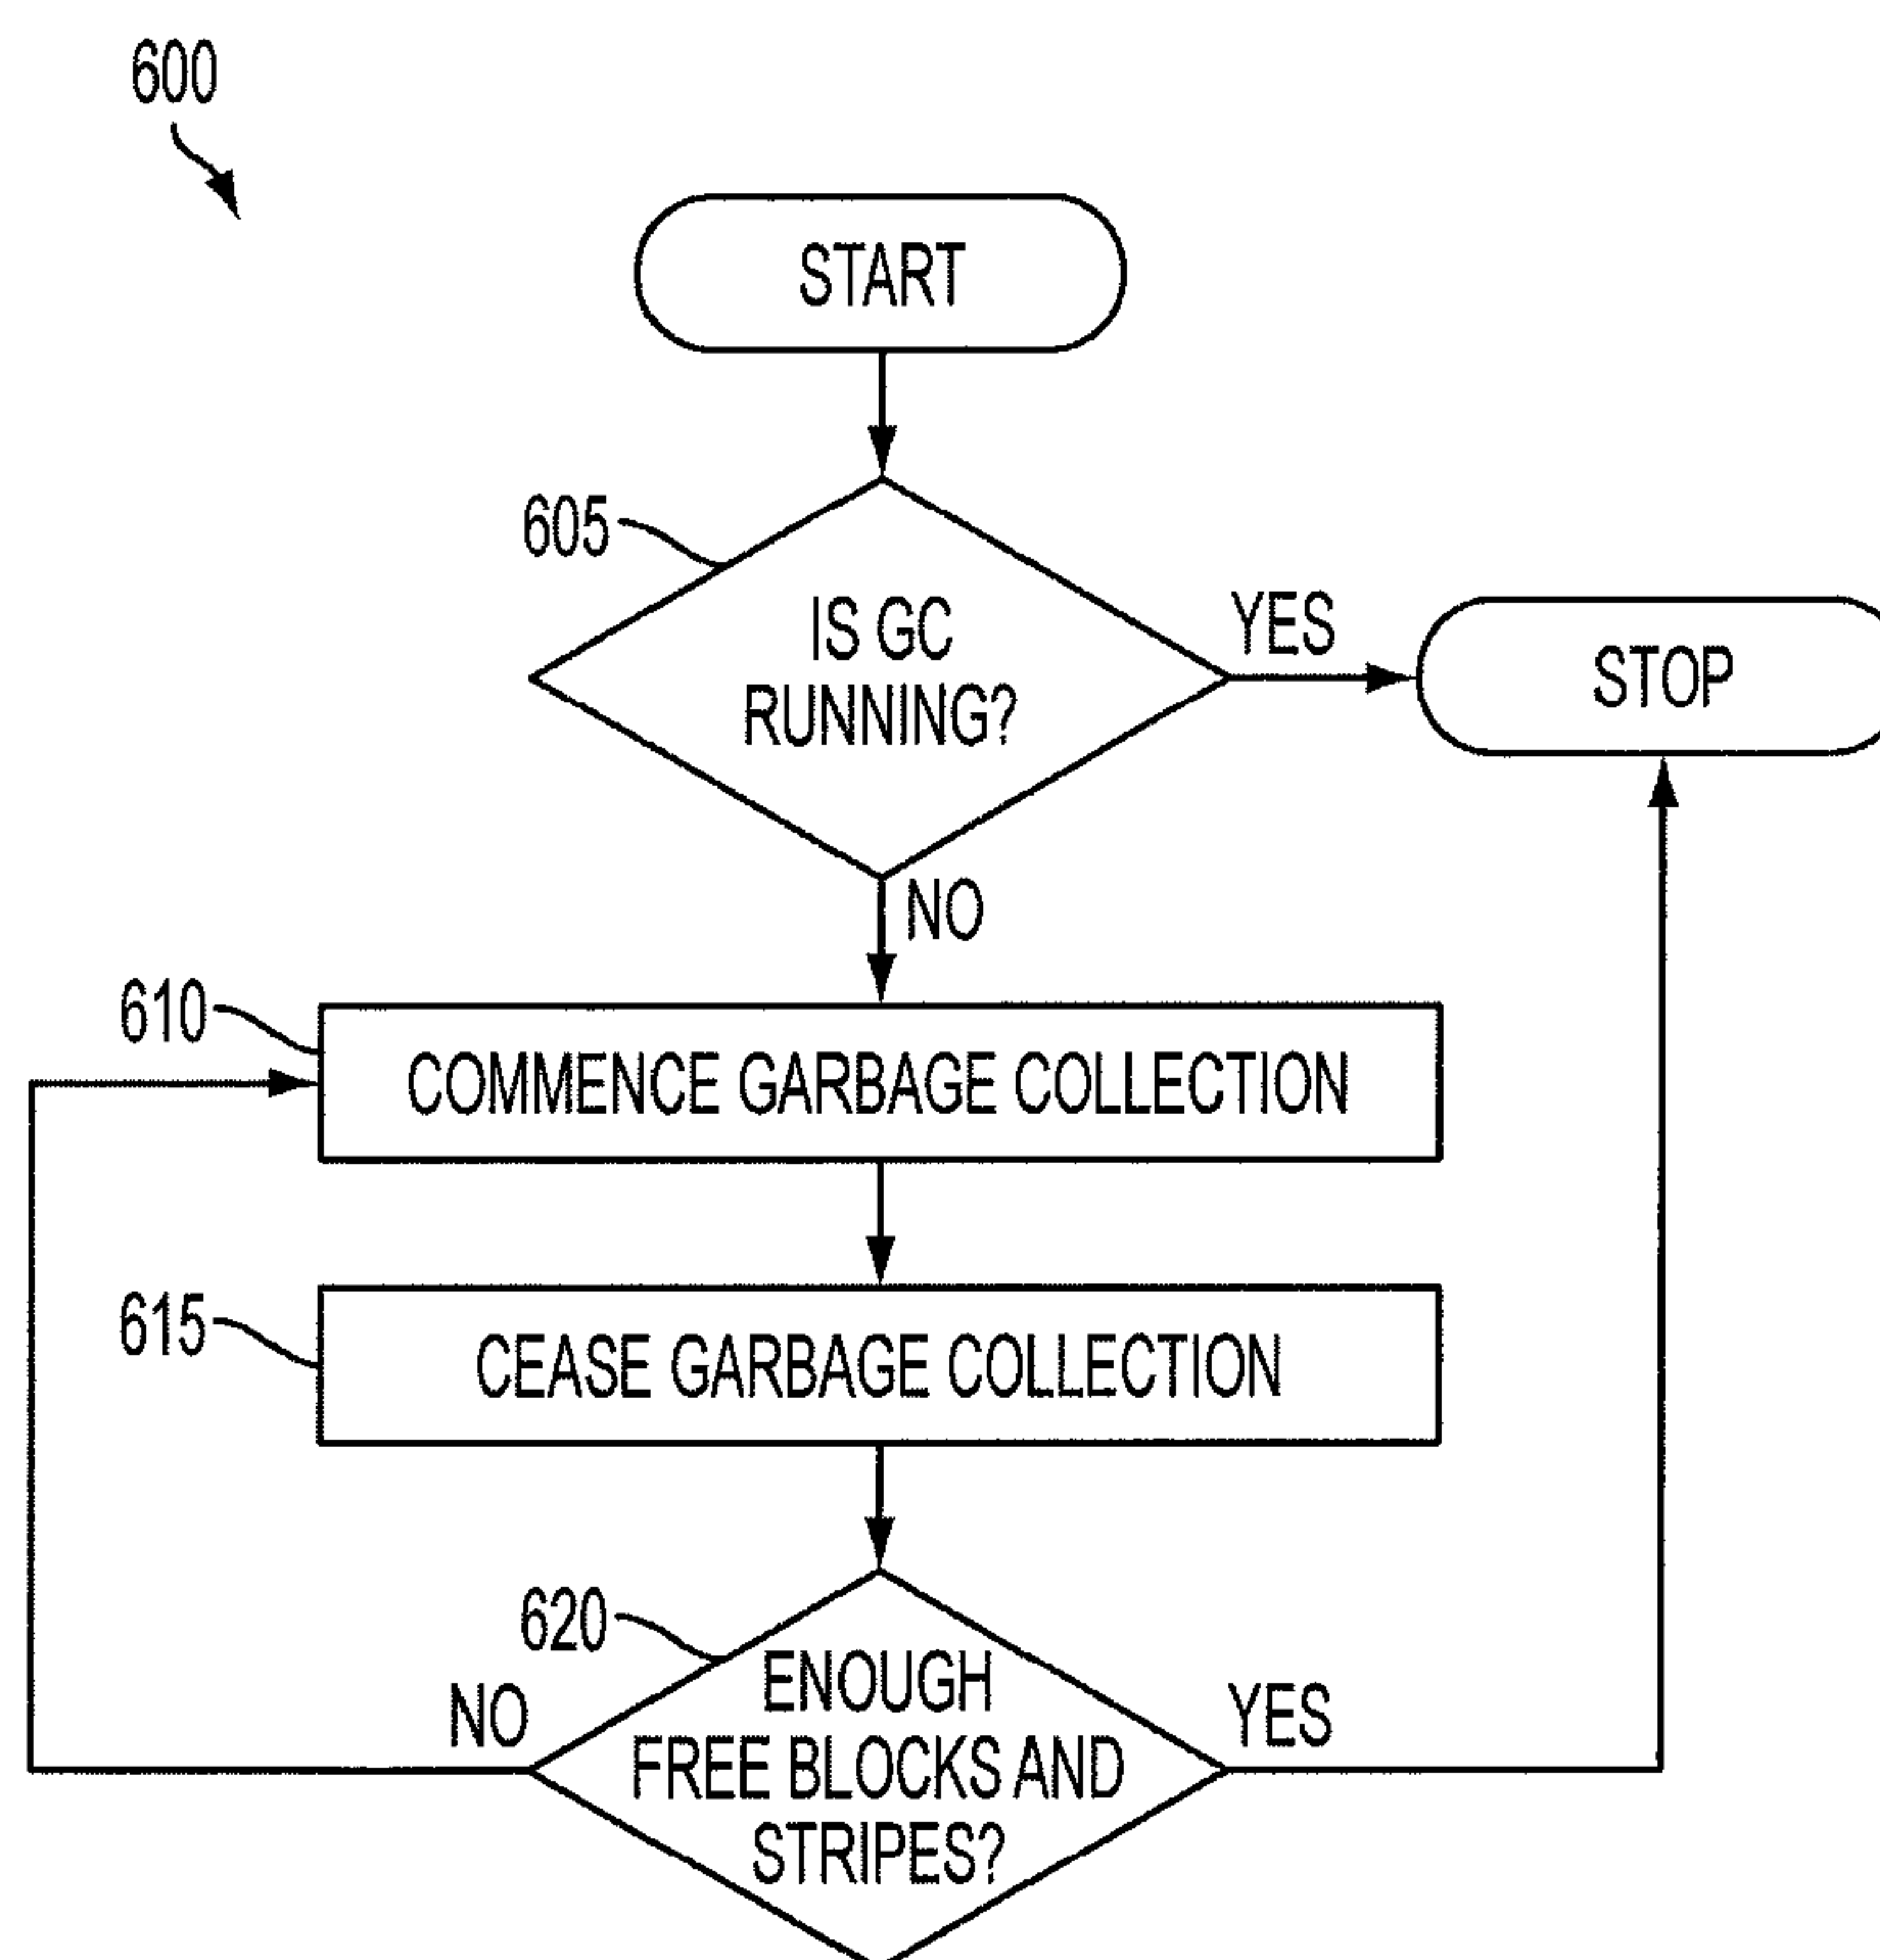 600
START
605
IS GC
RUNNING?
YES
STOP
NO
610
COMMENCE GARBAGE COLLECTION
615
CEASE GARBAGE COLLECTION
620
ENOUGH
FREE BLOCKS AND
STRIPES?
NO
YES